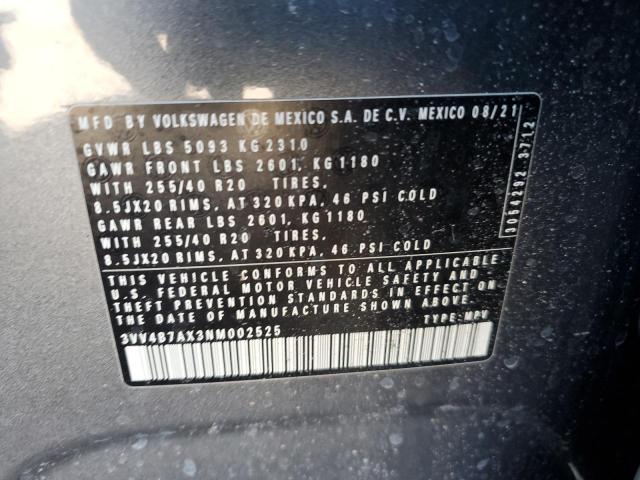 MFD BY VOLKSWAGEN DE MEXICO S.A. DE C.V. MEXICO 08/21
GVWR LBS 5093 KG 2310
GAWR FRONT LBS 2601, KG 1180
WITH 255/40 R20 TIRES,
8.5JX20 RIMS, AT 320 KPA, 46 PSI COLD
GAWR REAR LBS 2601, KG 1180
WITH 255/40 R20 TIRES,
8.5JX20 RIMS, AT 320 KPA, 46 PSI COLD
THIS VEHICLE CONFORMS TO ALL APPLICABLE
U.S. FEDERAL MOTOR VEHICLE SAFETY AND
THEFT PREVENTION STANDARDS IN EFFECT ON
THE DATE OF MANUFACTURE SHOWN ABOVE.
3VV4B7AX3NM002525 TYPE: MPV
3054292 3712